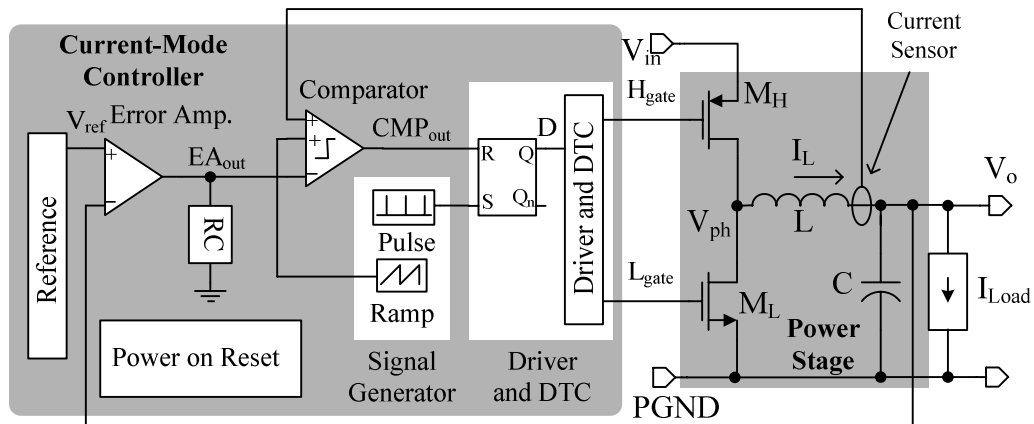 Current-Mode
Controller
V_ref
Error Amp.
+
−
EA_out
RC
Reference
Power on Reset
Comparator
+
+
−
CMP_out
Pulse
Ramp
Signal
Generator
R
Q
S
Q_n
D
Driver and DTC
Driver
and DTC
H_gate
L_gate
V_in
M_H
M_L
V_ph
I_L
L
C
Power
Stage
PGND
Current
Sensor
V_o
I_Load